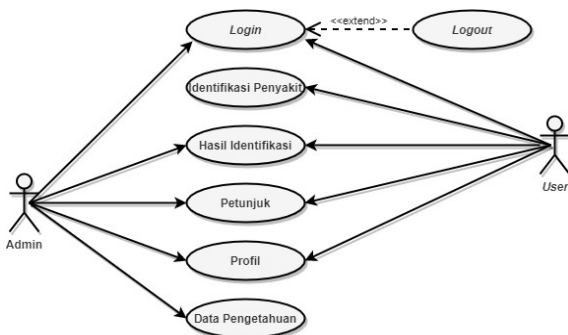 Login
<<extend>>
Logout
Identifikasi Penyakit
Hasil Identifikasi
Petunjuk
Profil
Data Pengetahuan
Admin
User